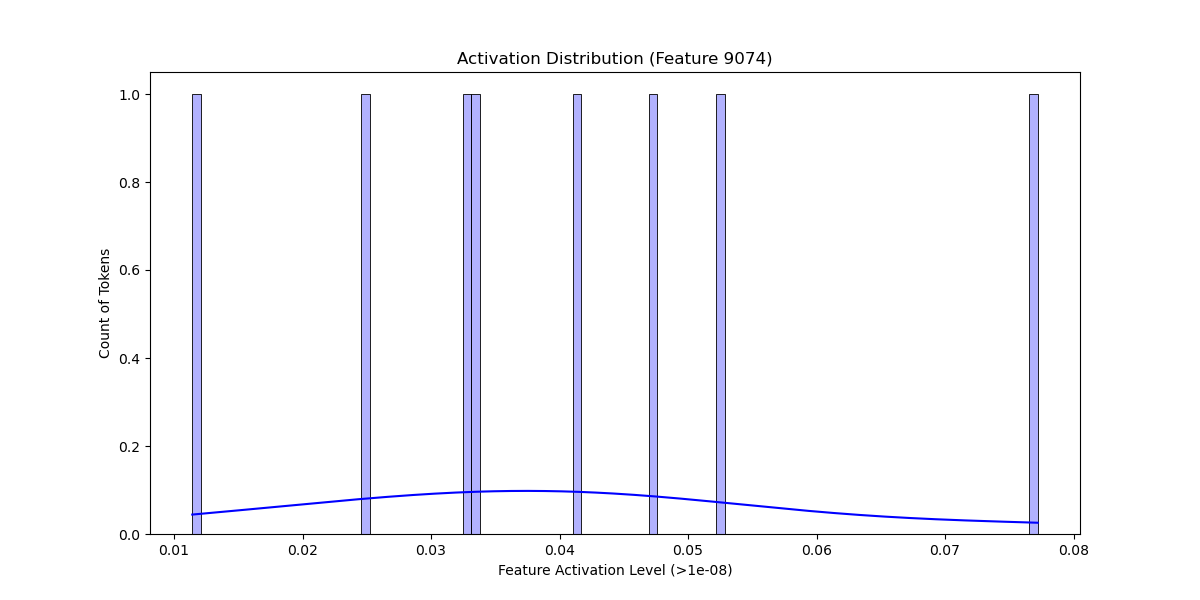 Activation Distribution (Feature 9074)
1.0
0.8
0.6
0.4
0.2
0.0
Count of Tokens
0.01 0.02 0.03 0.04 0.05 0.06 0.07 0.08
Feature Activation Level (>1e-08)